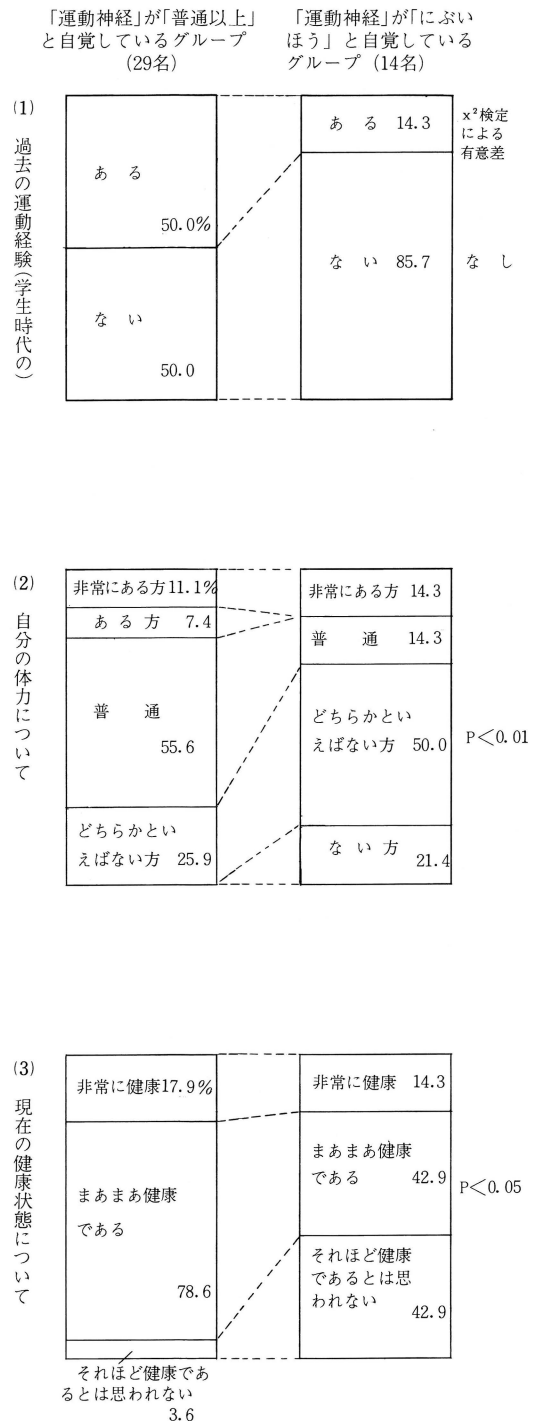 「運動神経」が「普通以上」
と自覚しているグループ
(29名)
「運動神経」が「にぶい
ほう」と自覚している
グループ(14名)
(1) 過去の運動経験(学生時代の)
ある
50.0%
ない
50.0
ある 14.3
ない 85.7
x²検定
による
有意差
なし
(2) 自分の体力について
非常にある方11.1%
ある方 7.4
普通
55.6
どちらかとい
えばない方 25.9
非常にある方 14.3
普通 14.3
どちらかとい
えばない方 50.0
ない方
21.4
P<0.01
(3) 現在の健康状態について
非常に健康17.9%
まあまあ健康
である
78.6
それほど健康であ
るとは思われない
3.6
非常に健康 14.3
まあまあ健康
である 42.9
それほど健康
であるとは思
われない
42.9
P<0.05